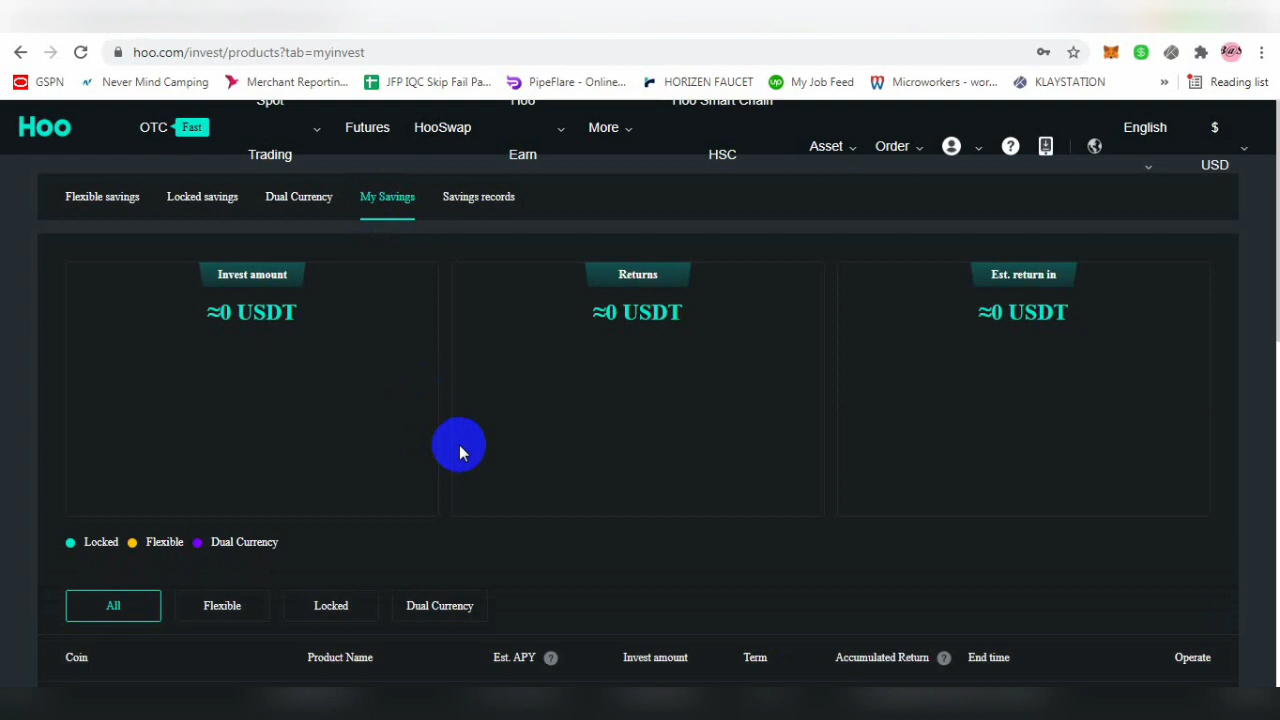 hoo.com/invest/products?tab=myinvest
GSPN
Never Mind Camping
Merchant Reportin...
JFP IQC Skip Fail Pa...
PipeFlare - Online...
HORIZEN FAUCET
My Job Feed
Microworkers - wor...
KLAYSTATION
»
Reading list
Hoo
OTC
Fast
Spot
Trading
Futures
HooSwap
Hoo
Earn
More
Hoo Smart Chain
HSC
Asset
Order
English
$
USD
Flexible savings
Locked savings
Dual Currency
My Savings
Savings records
Invest amount
≈0 USDT
Returns
≈0 USDT
Est. return in
≈0 USDT
Locked
Flexible
Dual Currency
All
Flexible
Locked
Dual Currency
Coin
Product Name
Est. APY ?
Invest amount
Term
Accumulated Return ?
End time
Operate